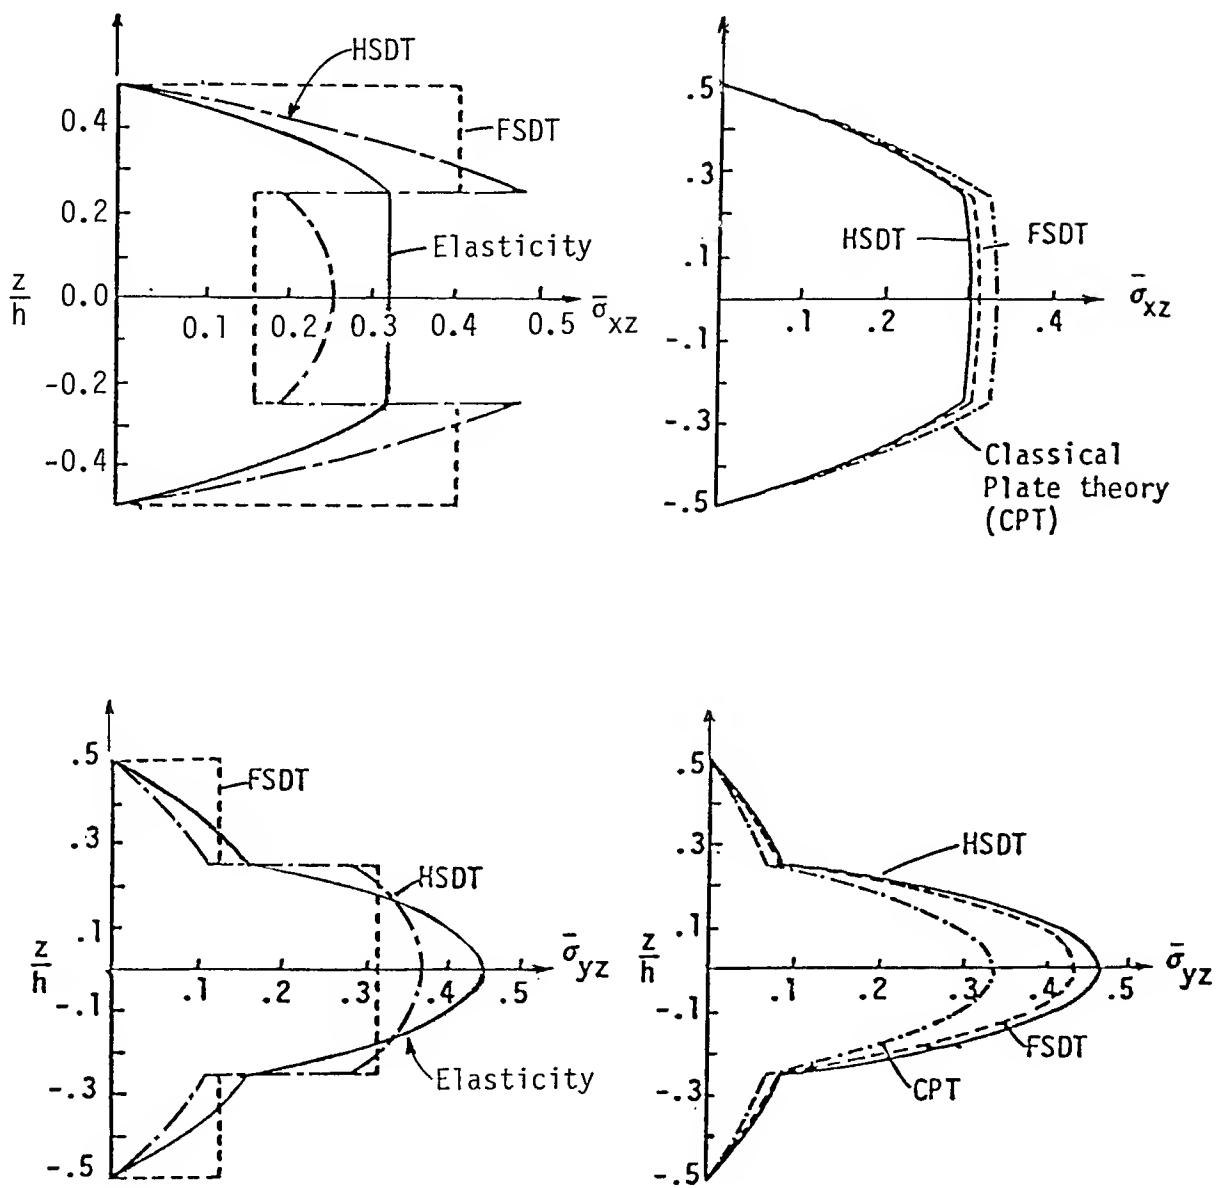 HSDT
FSDT
Elasticity
0.4
0.2
0.0
-0.2
-0.4
z/h
0.1
0.2
0.3
0.4
0.5
σ̄xz
.5
.3
.1
-.1
-.3
-.5
HSDT
FSDT
.1
.2
.4
σ̄xz
Classical
Plate theory
(CPT)
.5
.3
.1
-.1
-.3
-.5
z/h
FSDT
HSDT
Elasticity
.1
.2
.3
.4
.5
σ̄yz
.5
.3
.1
-.1
-.3
-.5
z/h
HSDT
FSDT
CPT
.1
.2
.3
.4
.5
σ̄yz